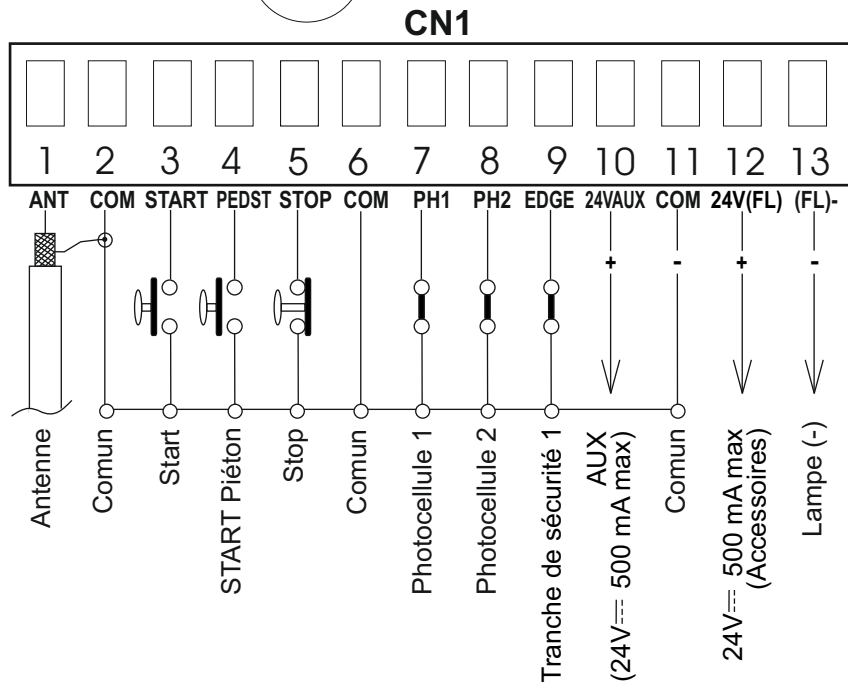 CN1
1 2 3 4 5 6 7 8 9 10 11 12 13
ANT COM START PEDST STOP COM PH1 PH2 EDGE 24VAUX COM 24V(FL) (FL)-
+ - + -
Antenne
Comun
Start
START Piéton
Stop
Comun
Photocellule 1
Photocellule 2
Tranche de sécurité 1
AUX
(24V⎓ 500 mA max)
Comun
24V⎓ 500 mA max
(Accessoires)
Lampe (-)